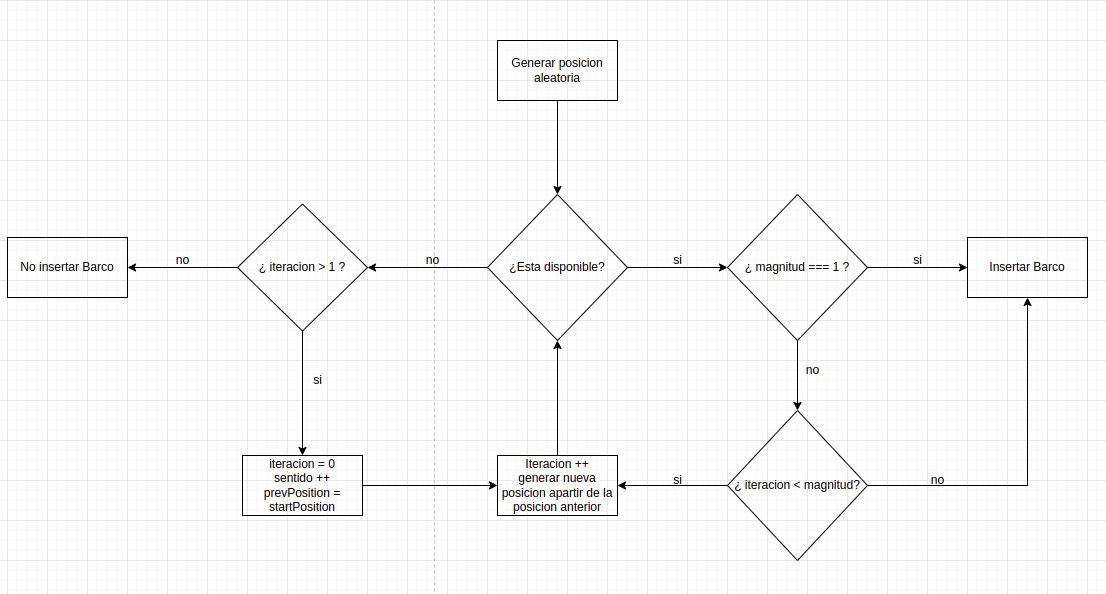 Generar posicion
aleatoria
No insertar Barco
no
¿ iteracion > 1 ?
no
¿Esta disponible?
si
¿ magnitud === 1 ?
si
Insertar Barco
si
no
iteracion = 0
sentido ++
prevPosition =
startPosition
Iteracion ++
generar nueva
posicion apartir de la
posicion anterior
si
¿ iteracion < magnitud?
no